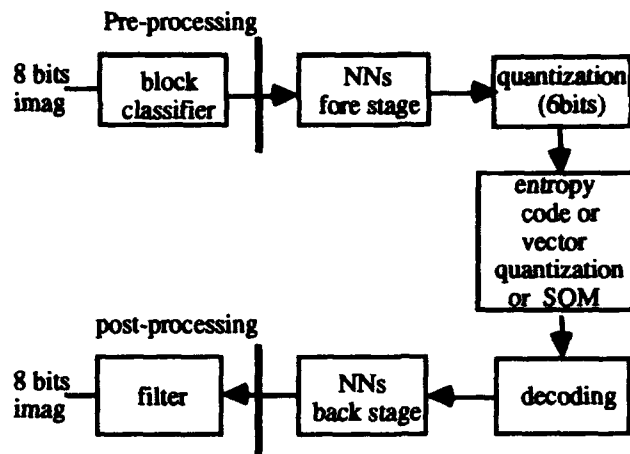 Pre-processing
8 bits
imag
block
classifier
NNs
fore stage
quantization
(6bits)
entropy
code or
vector
quantization
or SOM
post-processing
8 bits
imag
filter
NNs
back stage
decoding